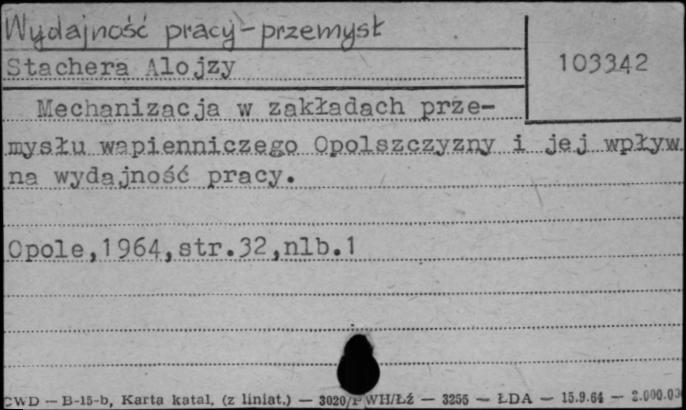 Wydajność pracy-przemysł
Stachera Alojzy
103342
Mechanizacja w zakładach prze-
mysłu wapienniczego Opolszczyzny i jej wpływ
na wydajność pracy.
Opole,1964,str.32,nlb.1
CWD — B-15-b, Karta katal. (z liniat.) — 3020/P WH/Łź — 3255 — ŁDA — 15.9.64 — 2.000.00